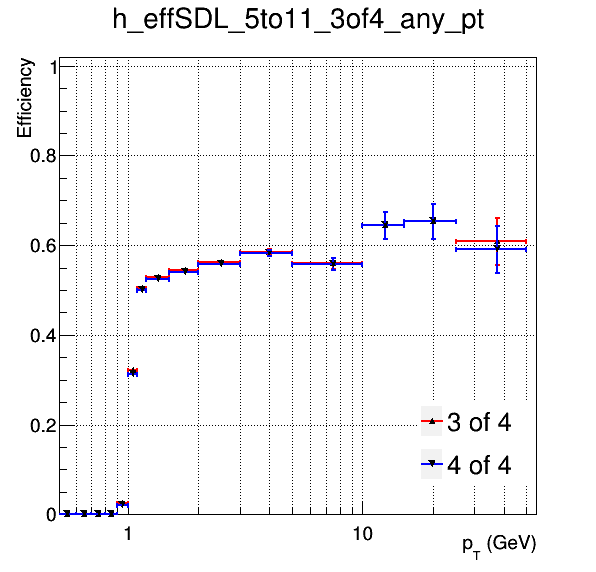 h_effSDL_5to11_3of4_any_pt
Efficiency
1
0.8
0.6
0.4
0.2
0
3 of 4
4 of 4
1
10
p_T (GeV)